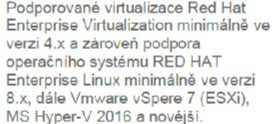 Podporované virtualizace Red Hat
Enterprise Virtualization minimálně ve
verzi 4.x a zároveň podpora
operačního systému RED HAT
Enterprise Linux minimálně ve verzi
8.x, dále Vmware vSpere 7 (ESXi),
MS Hyper-V 2016 a novější.